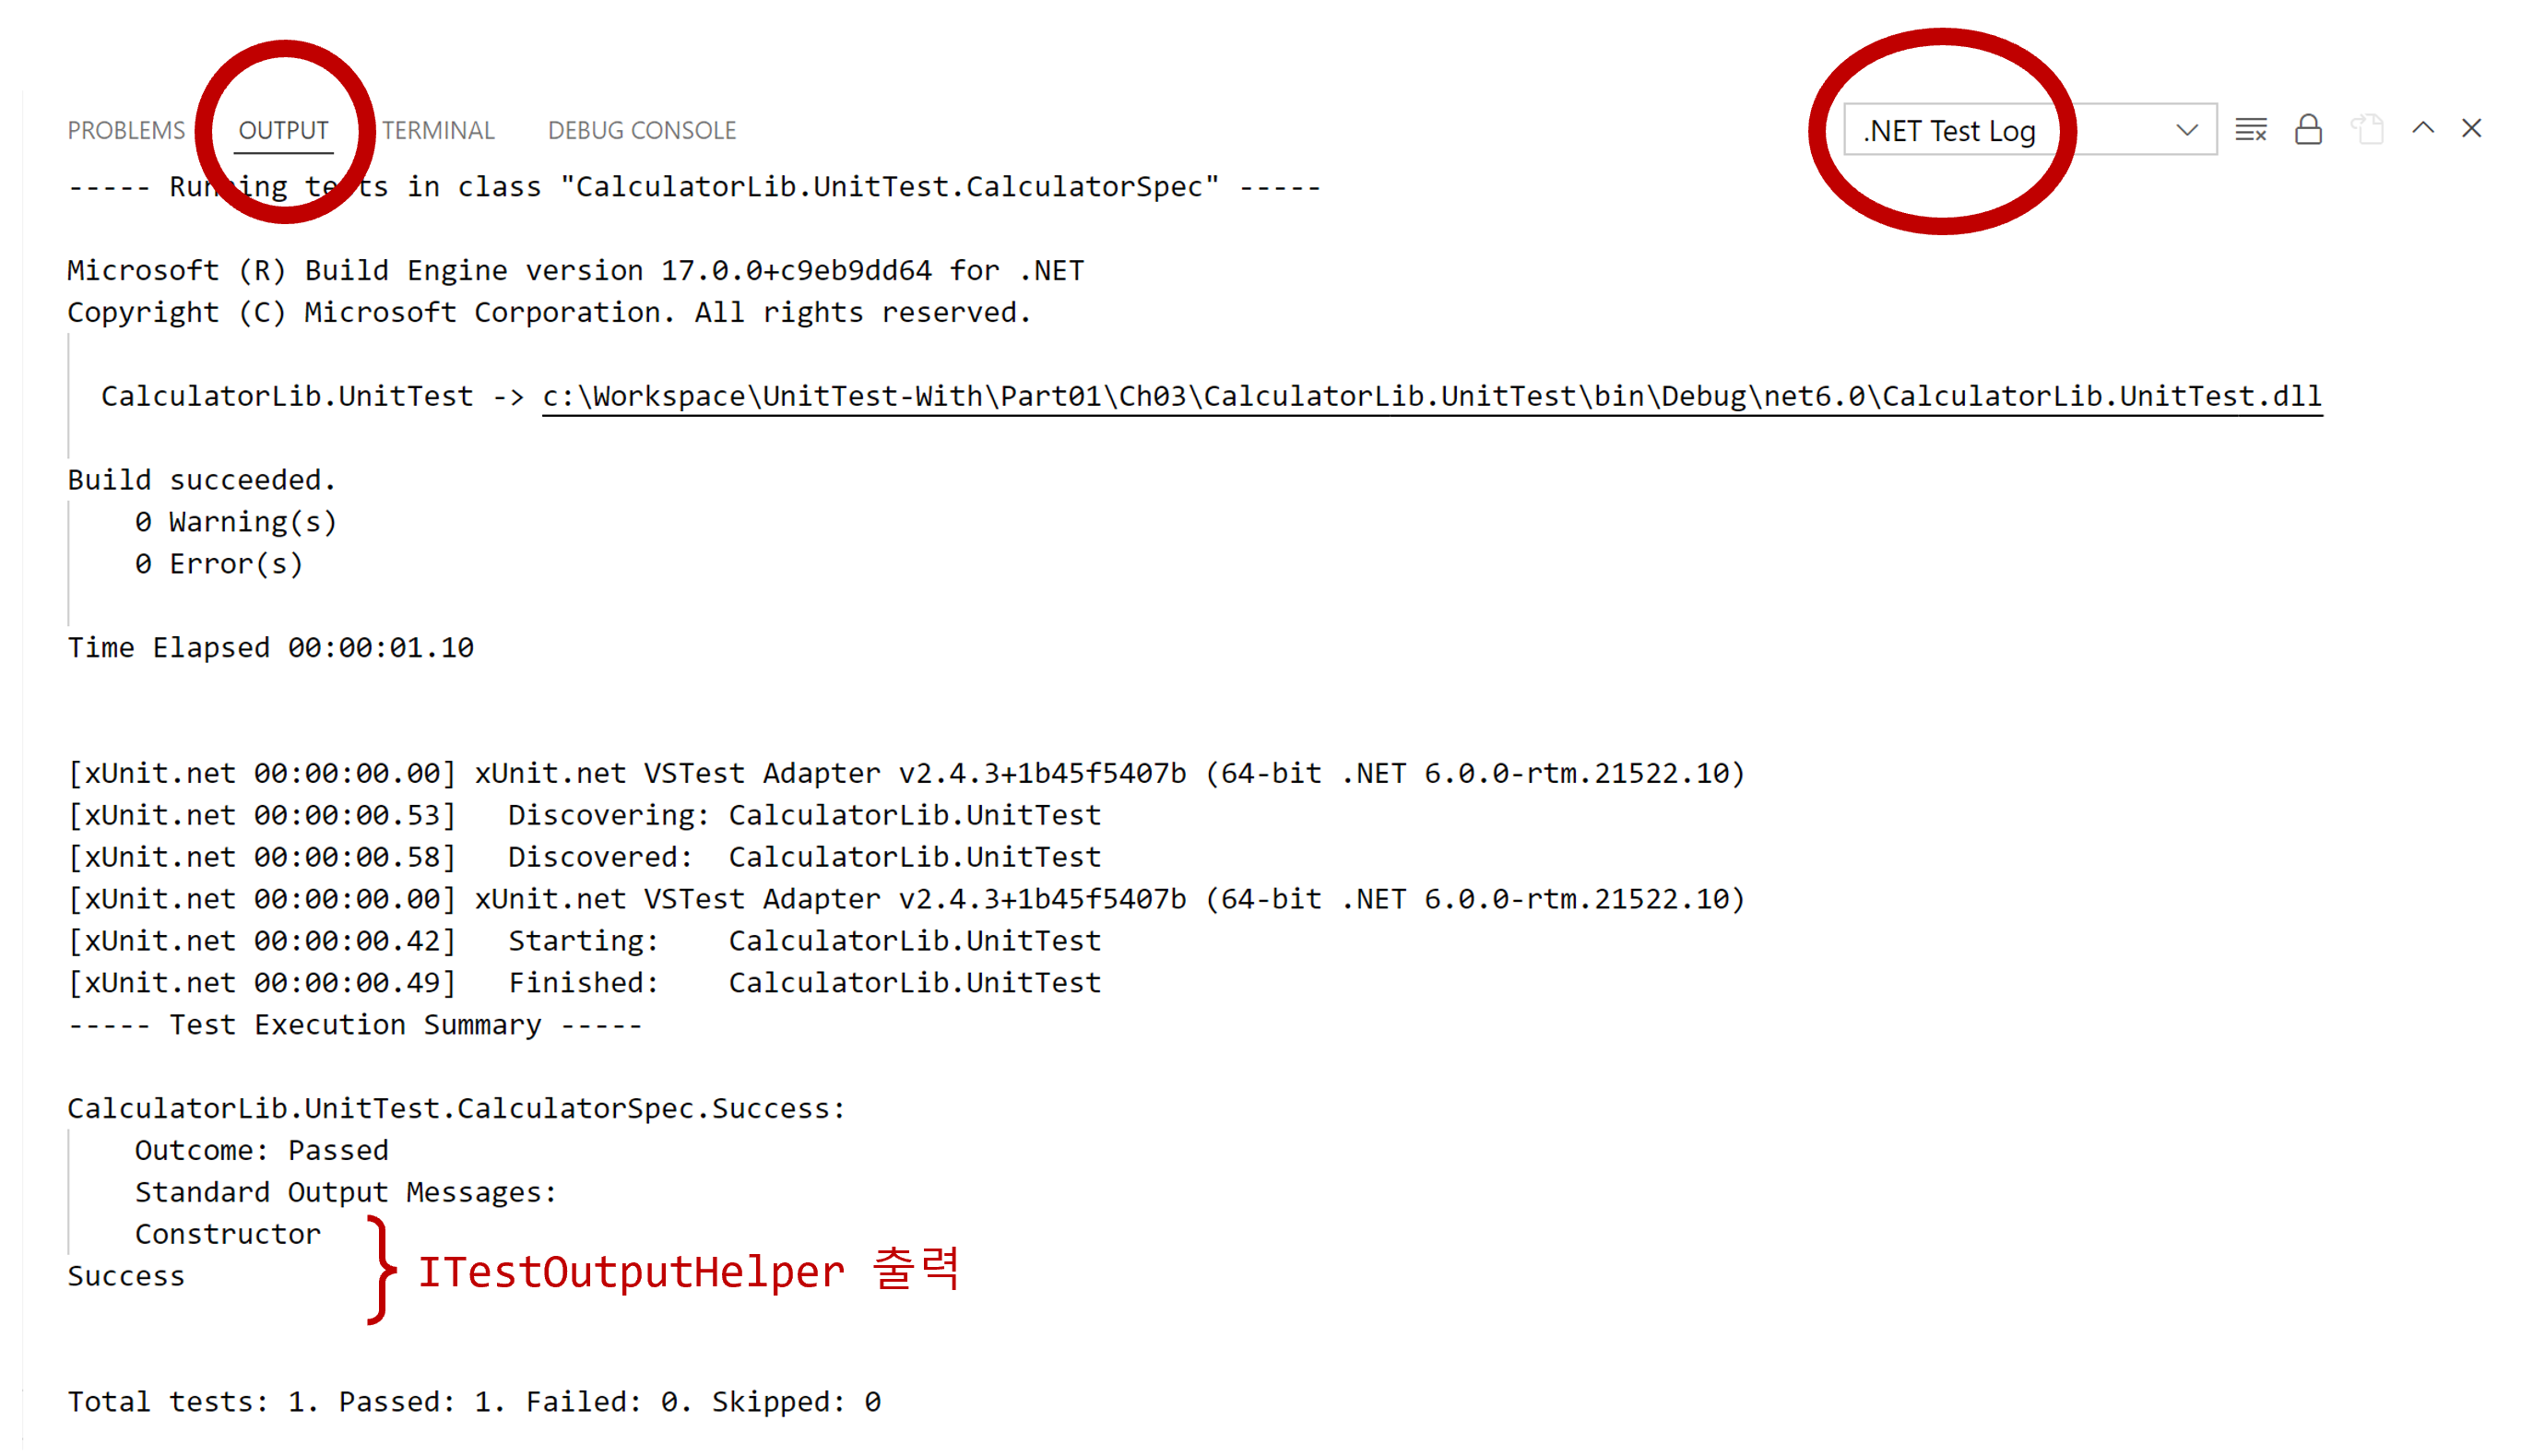 PROBLEMS OUTPUT TERMINAL DEBUG CONSOLE .NET Test Log
----- Running tests in class "CalculatorLib.UnitTest.CalculatorSpec" -----
Microsoft (R) Build Engine version 17.0.0+c9eb9dd64 for .NET
Copyright (C) Microsoft Corporation. All rights reserved.
CalculatorLib.UnitTest -> c:\Workspace\UnitTest-With\Part01\Ch03\CalculatorLib.UnitTest\bin\Debug\net6.0\CalculatorLib.UnitTest.dll
Build succeeded.
0 Warning(s)
0 Error(s)
Time Elapsed 00:00:01.10
[xUnit.net 00:00:00.00] xUnit.net VSTest Adapter v2.4.3+1b45f5407b (64-bit .NET 6.0.0-rtm.21522.10)
[xUnit.net 00:00:00.53]   Discovering: CalculatorLib.UnitTest
[xUnit.net 00:00:00.58]   Discovered:  CalculatorLib.UnitTest
[xUnit.net 00:00:00.00] xUnit.net VSTest Adapter v2.4.3+1b45f5407b (64-bit .NET 6.0.0-rtm.21522.10)
[xUnit.net 00:00:00.42]   Starting:    CalculatorLib.UnitTest
[xUnit.net 00:00:00.49]   Finished:    CalculatorLib.UnitTest
----- Test Execution Summary -----
CalculatorLib.UnitTest.CalculatorSpec.Success:
Outcome: Passed
Standard Output Messages:
Constructor
ITestOutputHelper 출력
Success
Total tests: 1. Passed: 1. Failed: 0. Skipped: 0